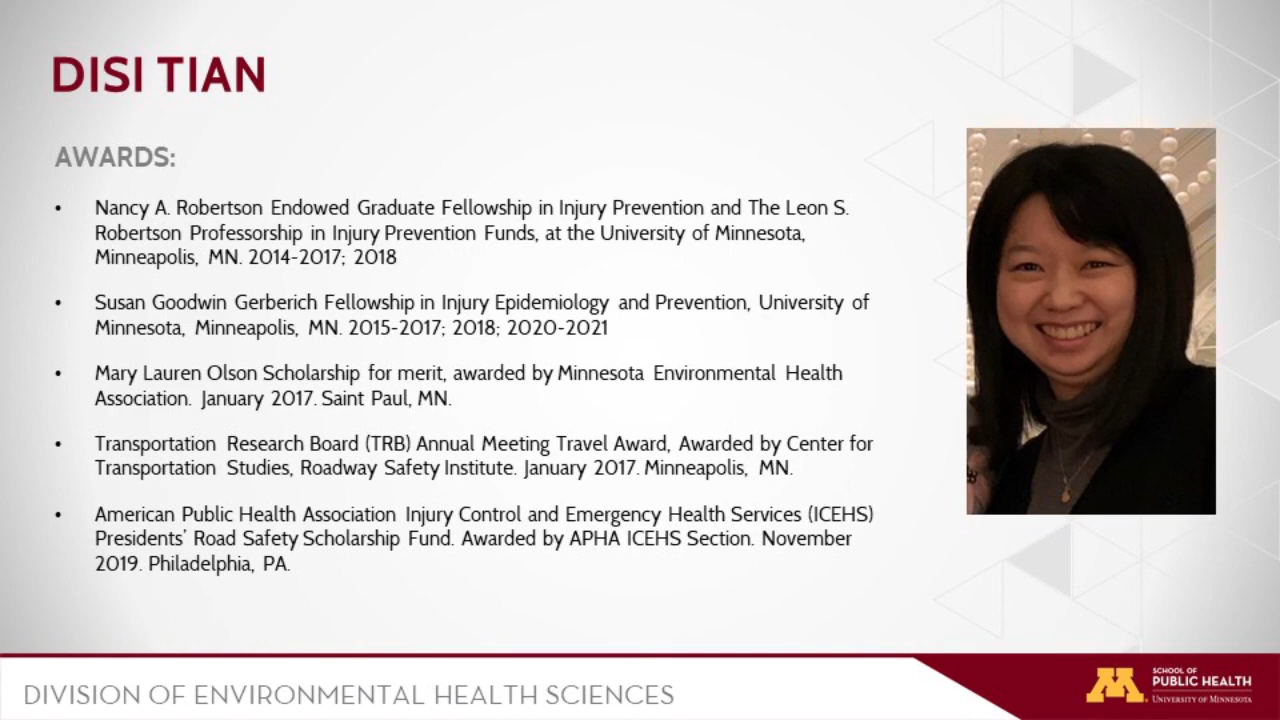 DISI TIAN
AWARDS:
• Nancy A. Robertson Endowed Graduate Fellowship in Injury Prevention and The Leon S.
Robertson Professorship in Injury Prevention Funds, at the University of Minnesota,
Minneapolis, MN. 2014-2017; 2018
• Susan Goodwin Gerberich Fellowship in Injury Epidemiology and Prevention, University of
Minnesota, Minneapolis, MN. 2015-2017; 2018; 2020-2021
• Mary Lauren Olson Scholarship for merit, awarded by Minnesota Environmental Health
Association. January 2017. Saint Paul, MN.
• Transportation Research Board (TRB) Annual Meeting Travel Award, Awarded by Center for
Transportation Studies, Roadway Safety Institute. January 2017. Minneapolis, MN.
• American Public Health Association Injury Control and Emergency Health Services (ICEHS)
Presidents' Road Safety Scholarship Fund. Awarded by APHA ICEHS Section. November
2019. Philadelphia, PA.
DIVISION OF ENVIRONMENTAL HEALTH SCIENCES
M
SCHOOL OF
PUBLIC HEALTH
UNIVERSITY OF MINNESOTA